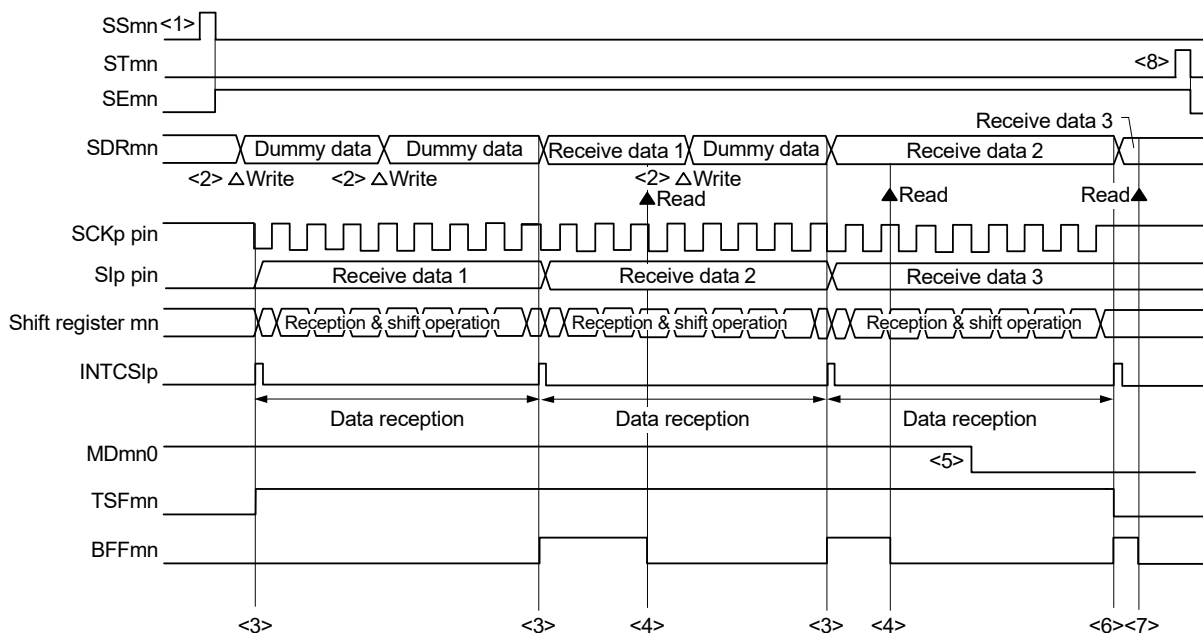 SSmn <1>
STmn <8>
SEmn
Receive data 3
SDRmn Dummy data Dummy data Receive data 1 Dummy data Receive data 2
<2> △Write <2> △Write <2> △Write
▲Read ▲Read Read▲
SCKp pin
SIp pin Receive data 1 Receive data 2 Receive data 3
Shift register mn Reception & shift operation Reception & shift operation Reception & shift operation
INTCSIp
Data reception Data reception Data reception
MDmn0 <5>
TSFmn
BFFmn
<3> <3> <4> <3> <4> <6> <7>